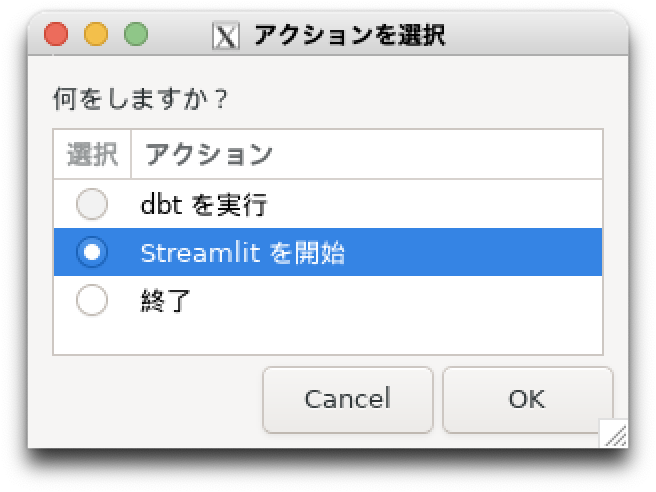 アクションを選択
何をしますか？
選択 アクション
dbt を実行
Streamlit を開始
終了
Cancel OK